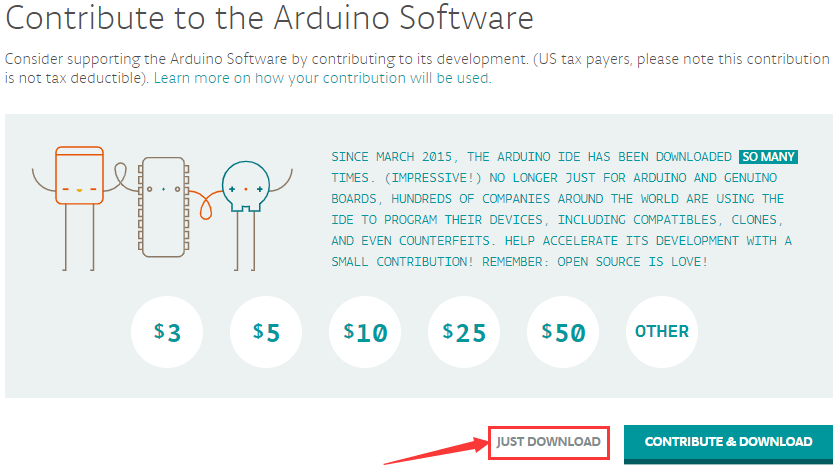 Contribute to the Arduino Software
Consider supporting the Arduino Software by contributing to its development. (US tax payers, please note this contribution
is not tax deductible). Learn more on how your contribution will be used.
SINCE MARCH 2015, THE ARDUINO IDE HAS BEEN DOWNLOADED SO MANY
TIMES. (IMPRESSIVE!) NO LONGER JUST FOR ARDUINO AND GENUINO
BOARDS, HUNDREDS OF COMPANIES AROUND THE WORLD ARE USING THE
IDE TO PROGRAM THEIR DEVICES, INCLUDING COMPATIBLES, CLONES,
AND EVEN COUNTERFEITS. HELP ACCELERATE ITS DEVELOPMENT WITH A
SMALL CONTRIBUTION! REMEMBER: OPEN SOURCE IS LOVE!
$3 $5 $10 $25 $50 OTHER
JUST DOWNLOAD CONTRIBUTE & DOWNLOAD